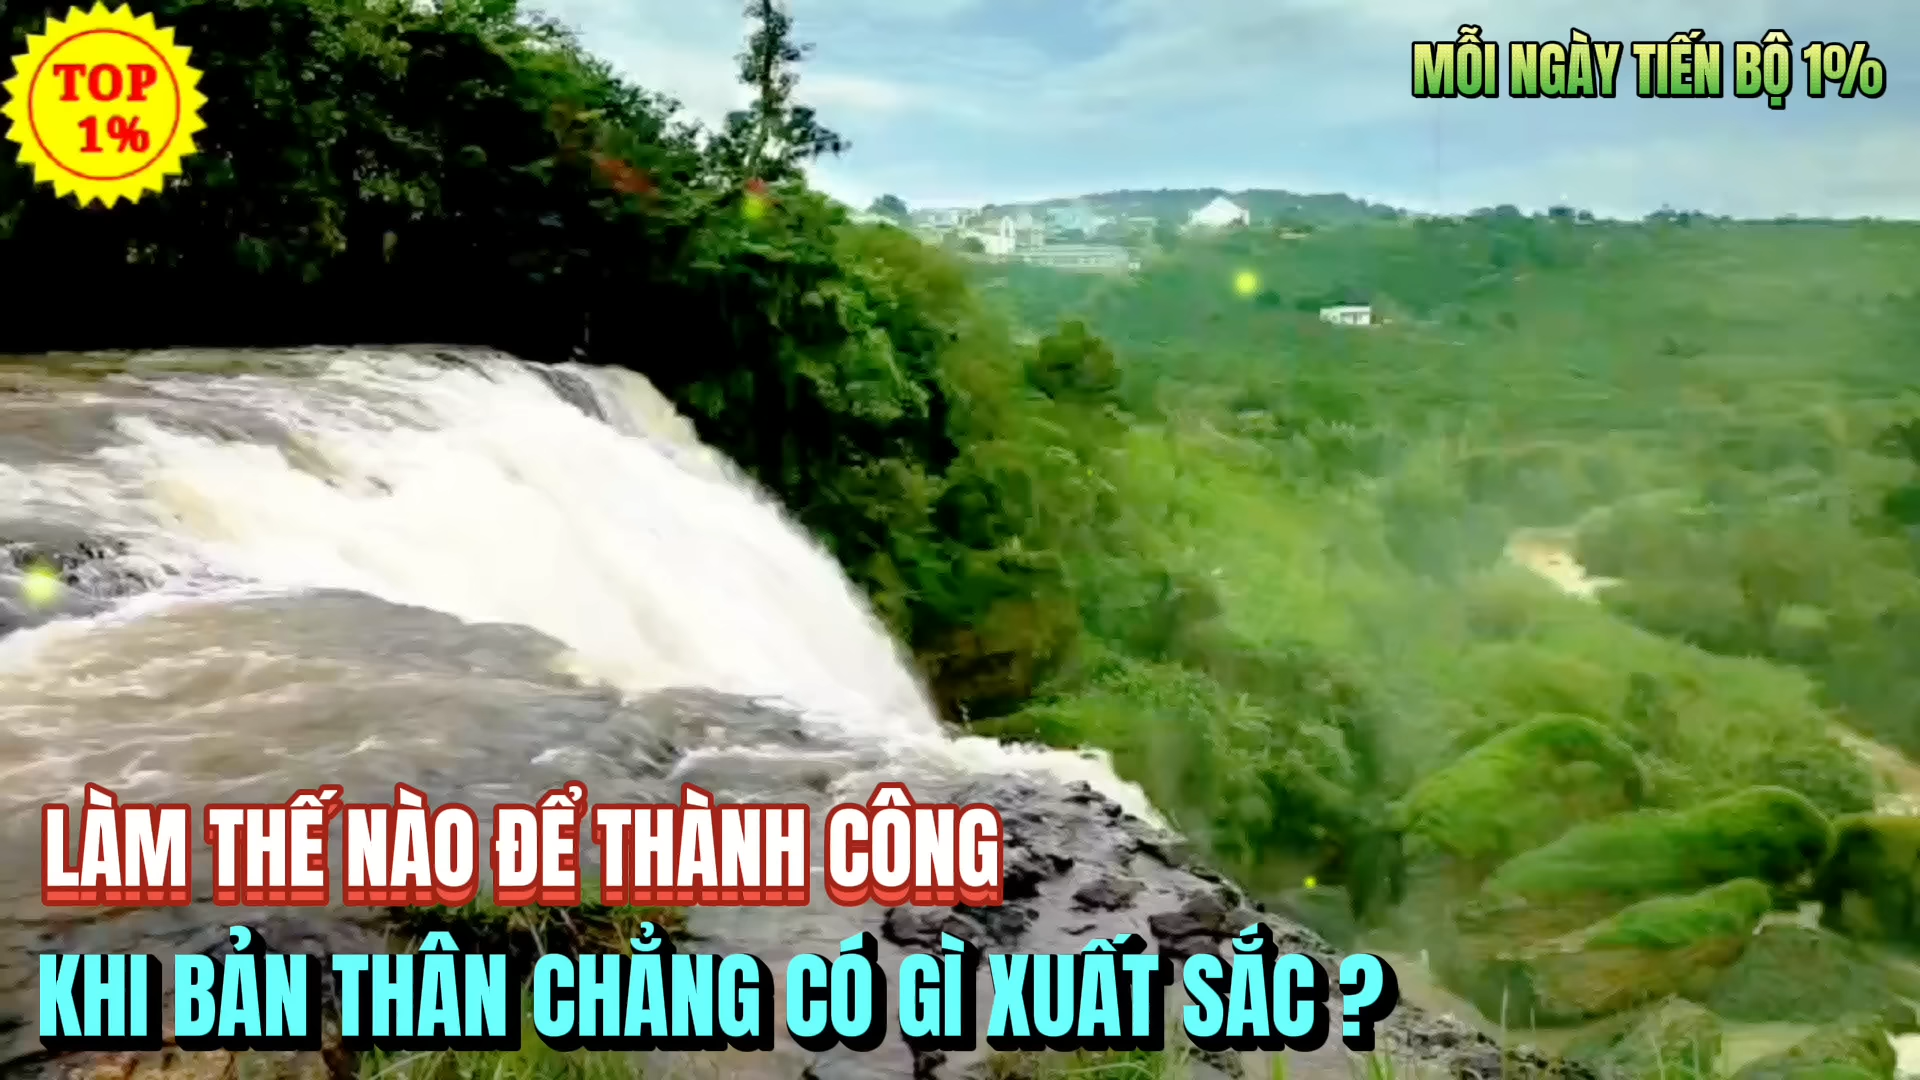 TOP
1%
MỖI NGÀY TIẾN BỘ 1%
LÀM THẾ NÀO ĐỂ THÀNH CÔNG
KHI BẢN THÂN CHẲNG CÓ GÌ XUẤT SẮC ?